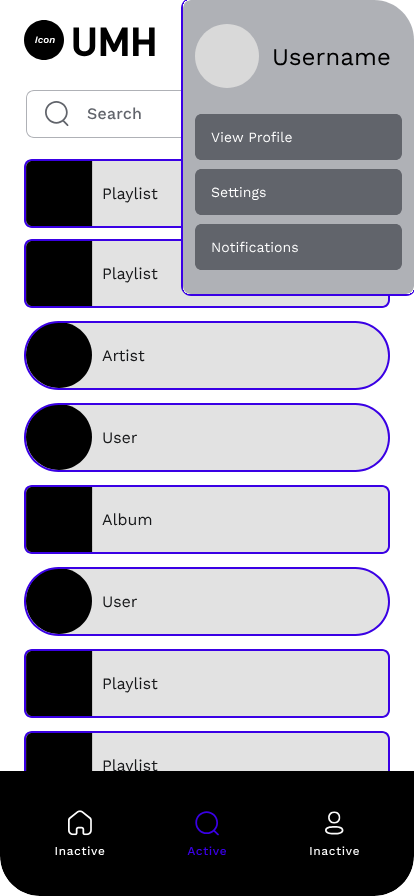 Icon
UMH
Username
Search
View Profile
Settings
Notifications
Playlist
Playlist
Artist
User
Album
User
Playlist
Playlist
Inactive
Active
Inactive